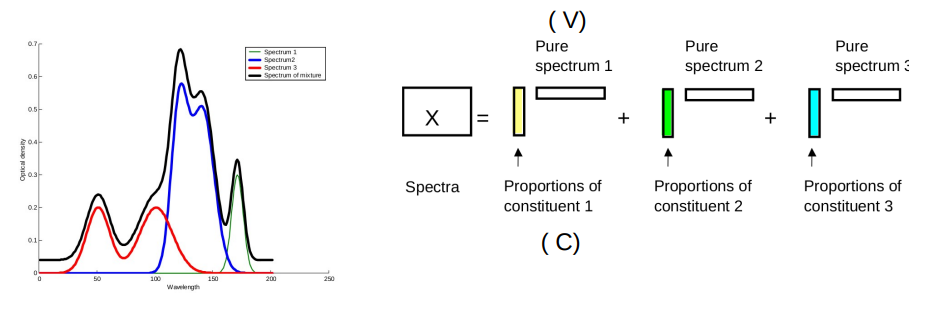 0.7
0.6
0.5
0.4
0.3
0.2
0.1
0
Optical density
0 50 100 150 200 250
Wavelength
Spectrum 1
Spectrum2
Spectrum 3
Spectrum of mixture
( V)
Pure
spectrum 1
Pure
spectrum 2
Pure
spectrum 3
X
=
+
+
Spectra
Proportions of
constituent 1
Proportions of
constituent 2
Proportions of
constituent 3
( C)